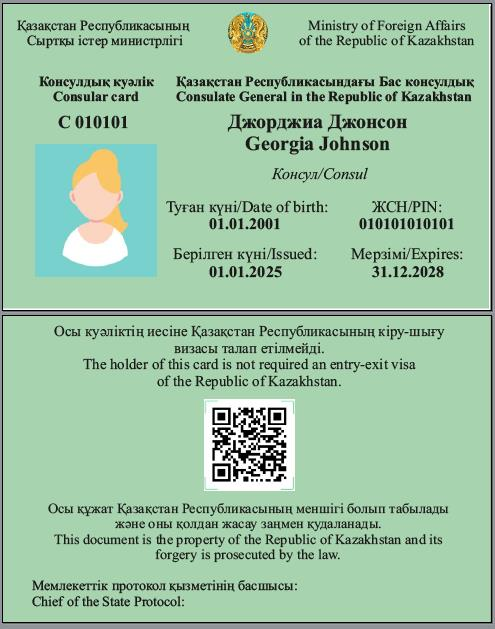 Қазақстан Республикасының
Сыртқы істер министрлігі
Ministry of Foreign Affairs
of the Republic of Kazakhstan
Консулдық куәлік
Consular card
C 010101
Қазақстан Республикасындағы Бас консулдық
Consulate General in the Republic of Kazakhstan
Джорджиа Джонсон
Georgia Johnson
Консул/Consul
Туған күні/Date of birth:
01.01.2001
ЖСН/PIN:
010101010101
Берілген күні/Issued:
01.01.2025
Мерзімі/Expires:
31.12.2028
Осы куәліктің иесіне Қазақстан Республикасының кіру-шығу
визасы талап етілмейді.
The holder of this card is not required an entry-exit visa
of the Republic of Kazakhstan.
Осы құжат Қазақстан Республикасының меншігі болып табылады
және оны қолдан жасау заңмен қудаланады.
This document is the property of the Republic of Kazakhstan and its
forgery is prosecuted by the law.
Мемлекеттік протокол қызметінің басшысы:
Chief of the State Protocol: